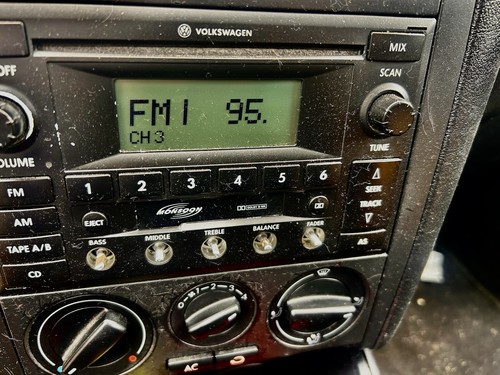 VOLKSWAGEN
MIX
OFF
SCAN
FM1 95.
CH3
VOLUME
TUNE
1 2 3 4 5 6
FM
SEEK
TRACK
EJECT
MONSOON
AM
BASS MIDDLE TREBLE BALANCE FADER
TAPE A/B
AS
CD
0 1 2 3 4
AC